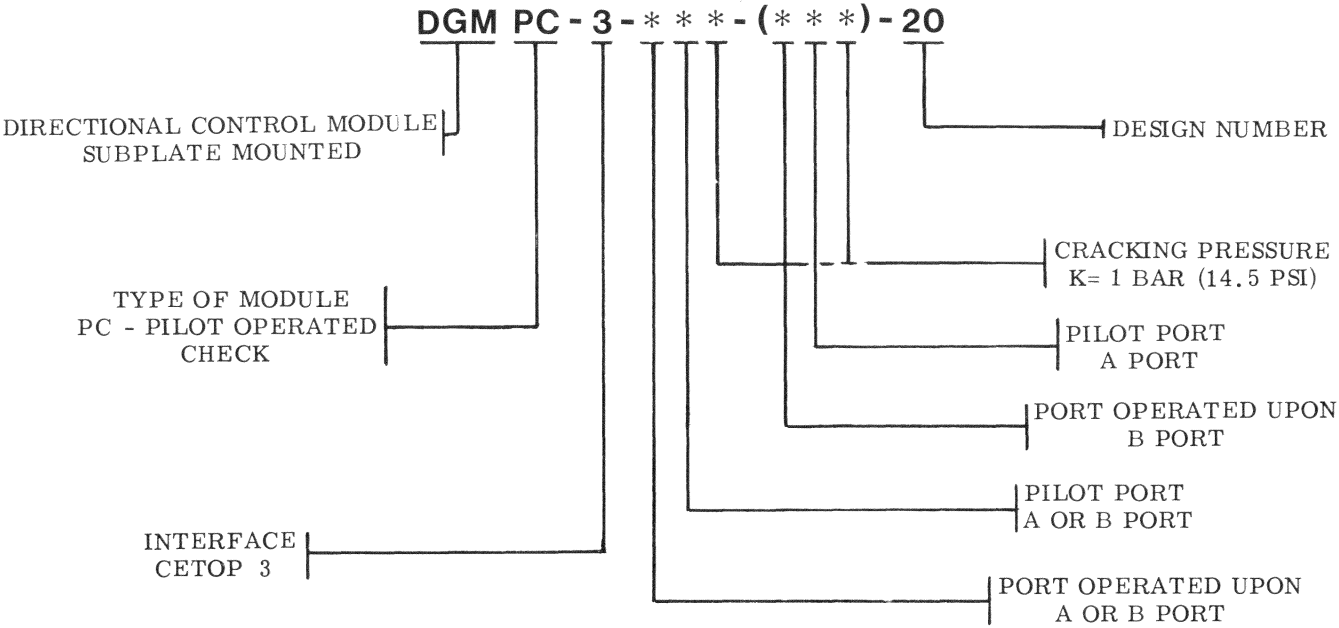 DGM PC - 3 - * * * - (* * *) - 20
DIRECTIONAL CONTROL MODULE
SUBPLATE MOUNTED
DESIGN NUMBER
CRACKING PRESSURE
K= 1 BAR (14.5 PSI)
TYPE OF MODULE
PC - PILOT OPERATED
CHECK
PILOT PORT
A PORT
PORT OPERATED UPON
B PORT
PILOT PORT
A OR B PORT
INTERFACE
CETOP 3
PORT OPERATED UPON
A OR B PORT